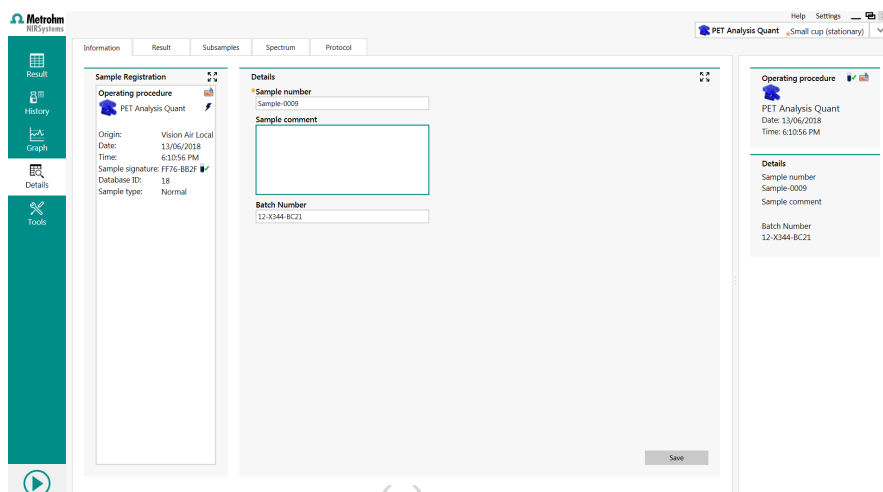 Metrohm
NIRSystems
Help Settings
PET Analysis Quant *Small cup (stationary)
Result
History
Graph
Details
Tools
Information Result Subsamples Spectrum Protocol
Sample Registration
Operating procedure
PET Analysis Quant
Origin: Vision Air Local
Date: 13/06/2018
Time: 6:10:56 PM
Sample signature: FF76-BB2F
Database ID: 18
Sample type: Normal
Details
*Sample number
Sample-0009
Sample comment
Batch Number
12-X344-BC21
Save
Operating procedure
PET Analysis Quant
Date: 13/06/2018
Time: 6:10:56 PM
Details
Sample number
Sample-0009
Sample comment
Batch Number
12-X344-BC21